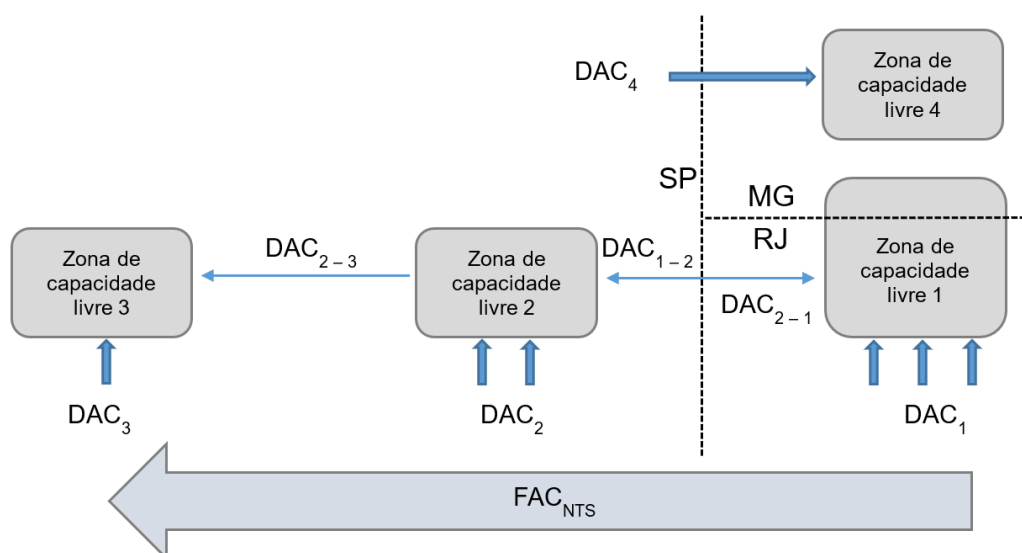 DAC4
Zona de
capacidade
livre 4
SP
MG
RJ
Zona de
capacidade
livre 3
DAC2 – 3
Zona de
capacidade
livre 2
DAC1 – 2
DAC2 – 1
Zona de
capacidade
livre 1
DAC3
DAC2
DAC1
FACNTS